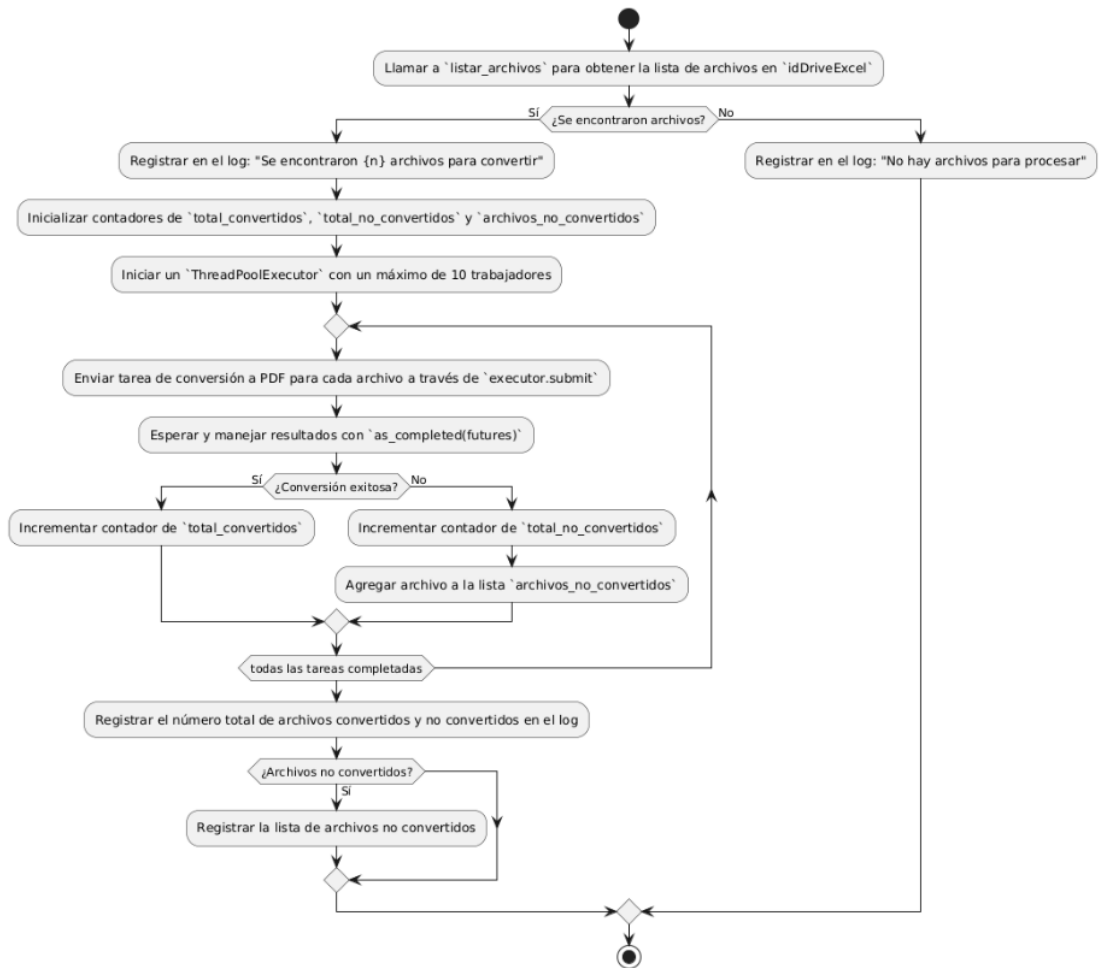 Llamar a `listar_archivos` para obtener la lista de archivos en `idDriveExcel`
¿Se encontraron archivos?
Sí
No
Registrar en el log: "Se encontraron {n} archivos para convertir"
Registrar en el log: "No hay archivos para procesar"
Inicializar contadores de `total_convertidos`, `total_no_convertidos` y `archivos_no_convertidos`
Iniciar un `ThreadPoolExecutor` con un máximo de 10 trabajadores
Enviar tarea de conversión a PDF para cada archivo a través de `executor.submit`
Esperar y manejar resultados con `as_completed(futures)`
¿Conversión exitosa?
Sí
No
Incrementar contador de `total_convertidos`
Incrementar contador de `total_no_convertidos`
Agregar archivo a la lista `archivos_no_convertidos`
todas las tareas completadas
Registrar el número total de archivos convertidos y no convertidos en el log
¿Archivos no convertidos?
Sí
Registrar la lista de archivos no convertidos